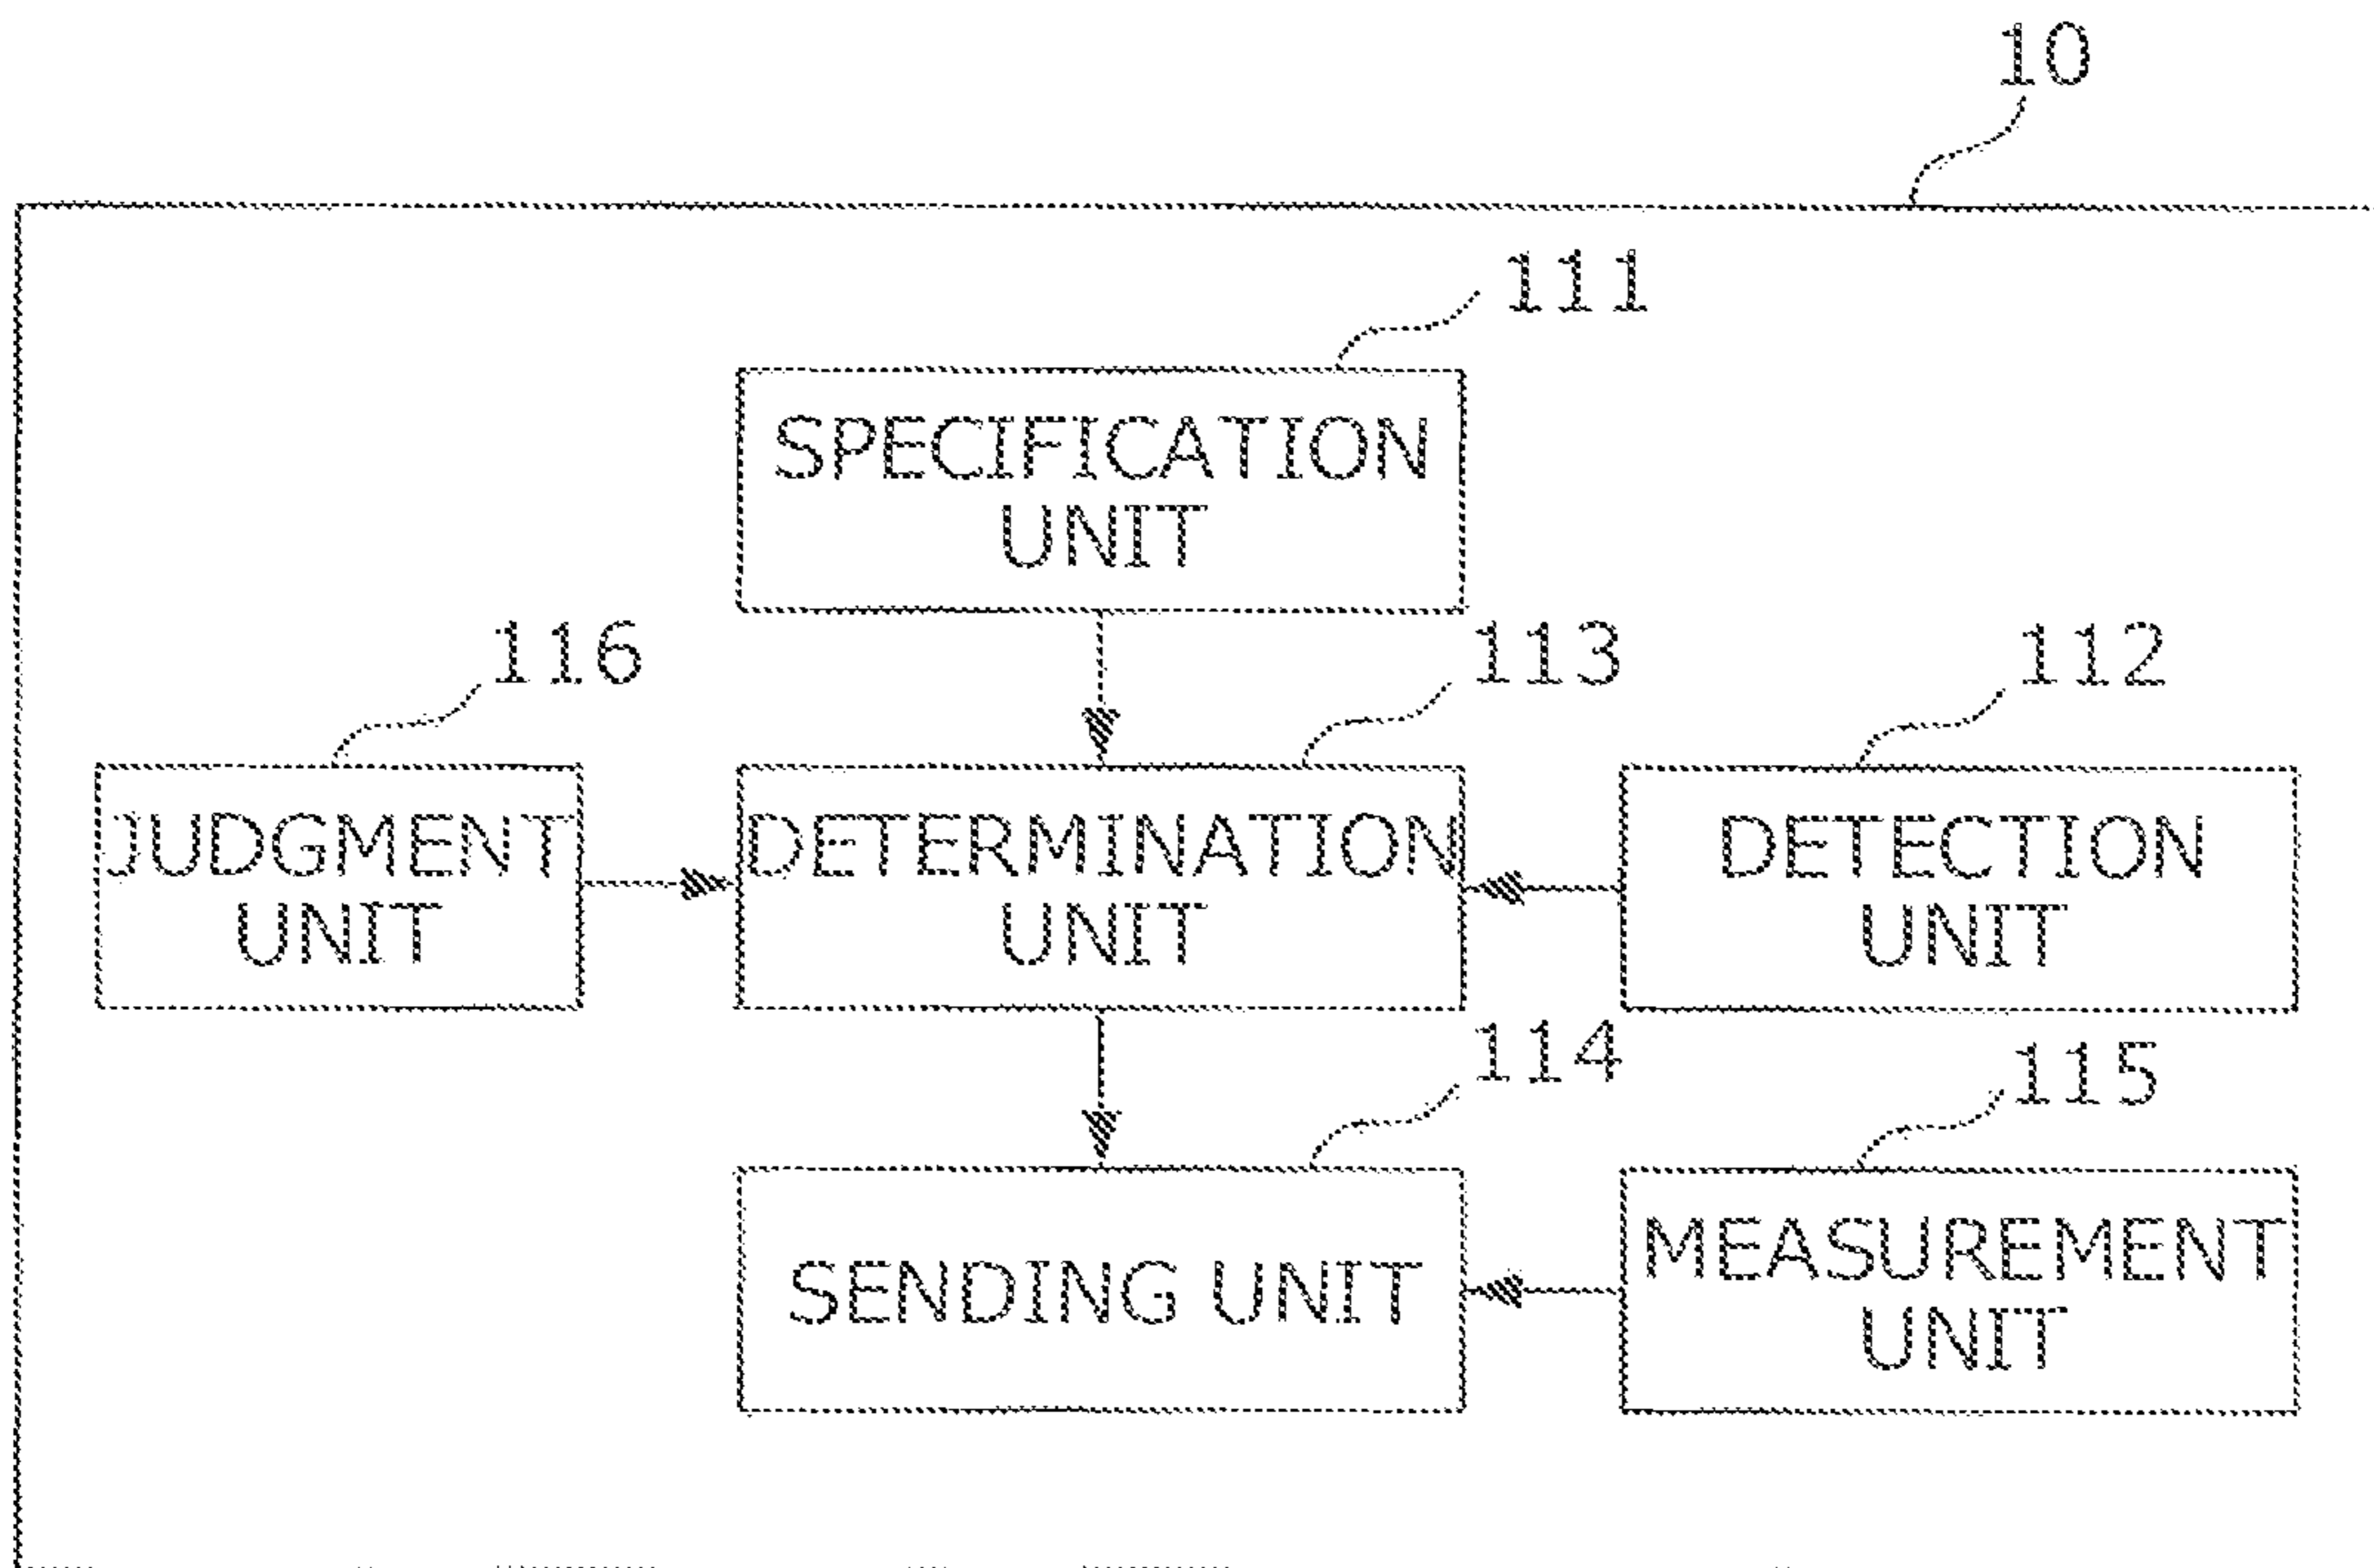 10
111
SPECIFICATION
UNIT
116
113
112
JUDGMENT
UNIT
DETERMINATION
UNIT
DETECTION
UNIT
114
115
SENDING UNIT
MEASUREMENT
UNIT